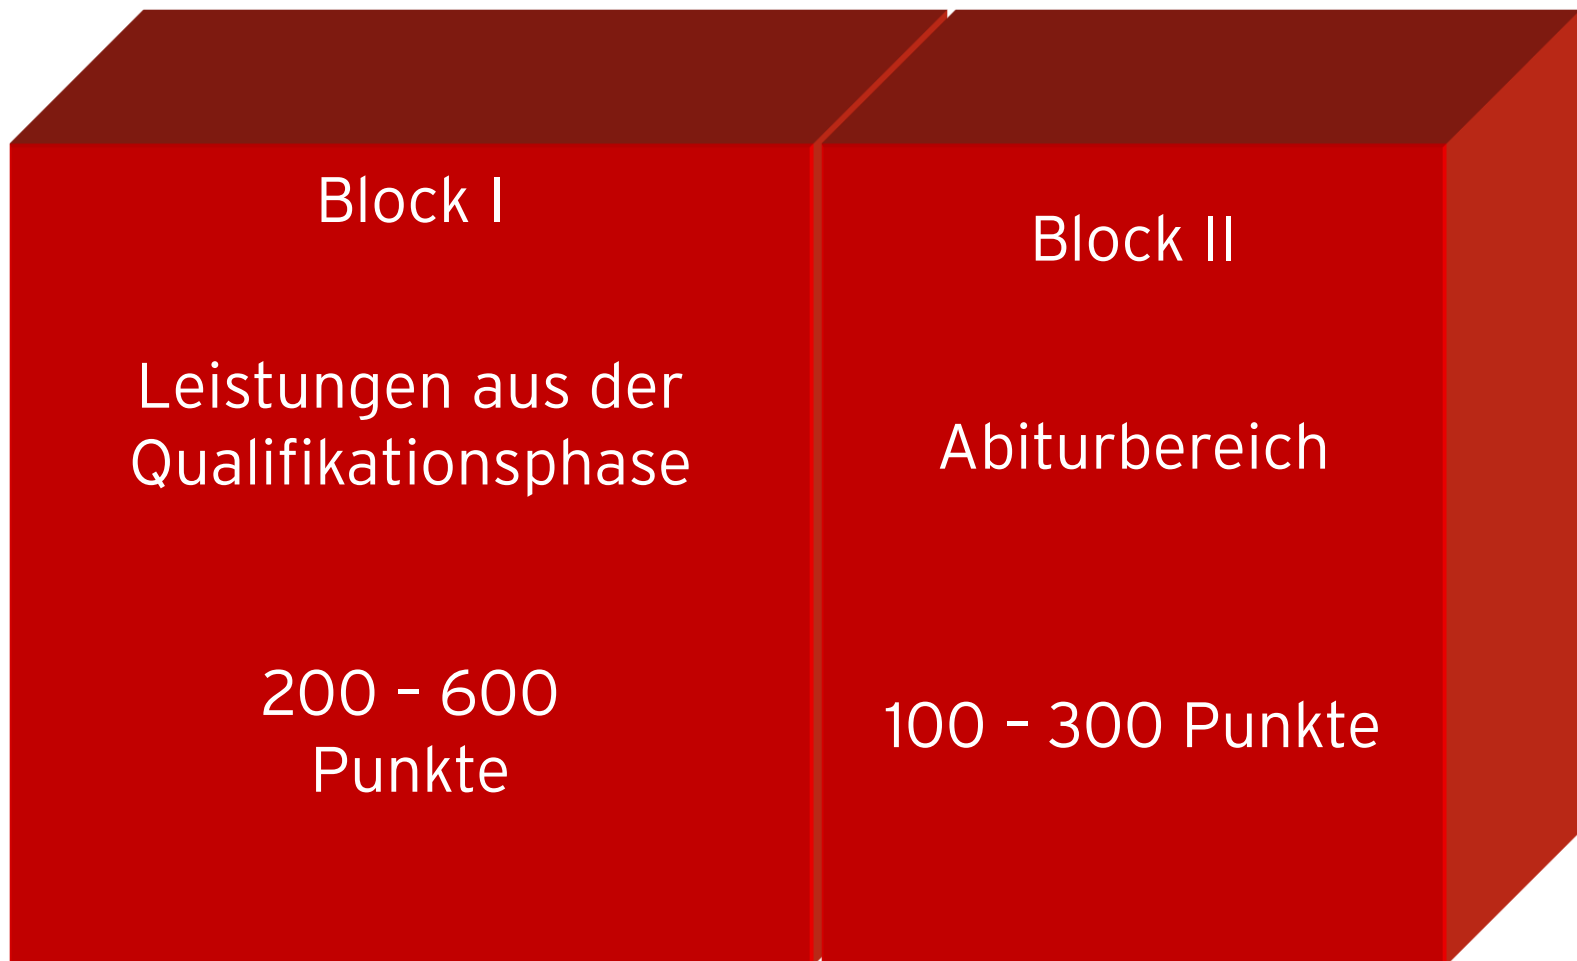 Block I
Leistungen aus der
Qualifikationsphase
200 – 600
Punkte
Block II
Abiturbereich
100 – 300 Punkte